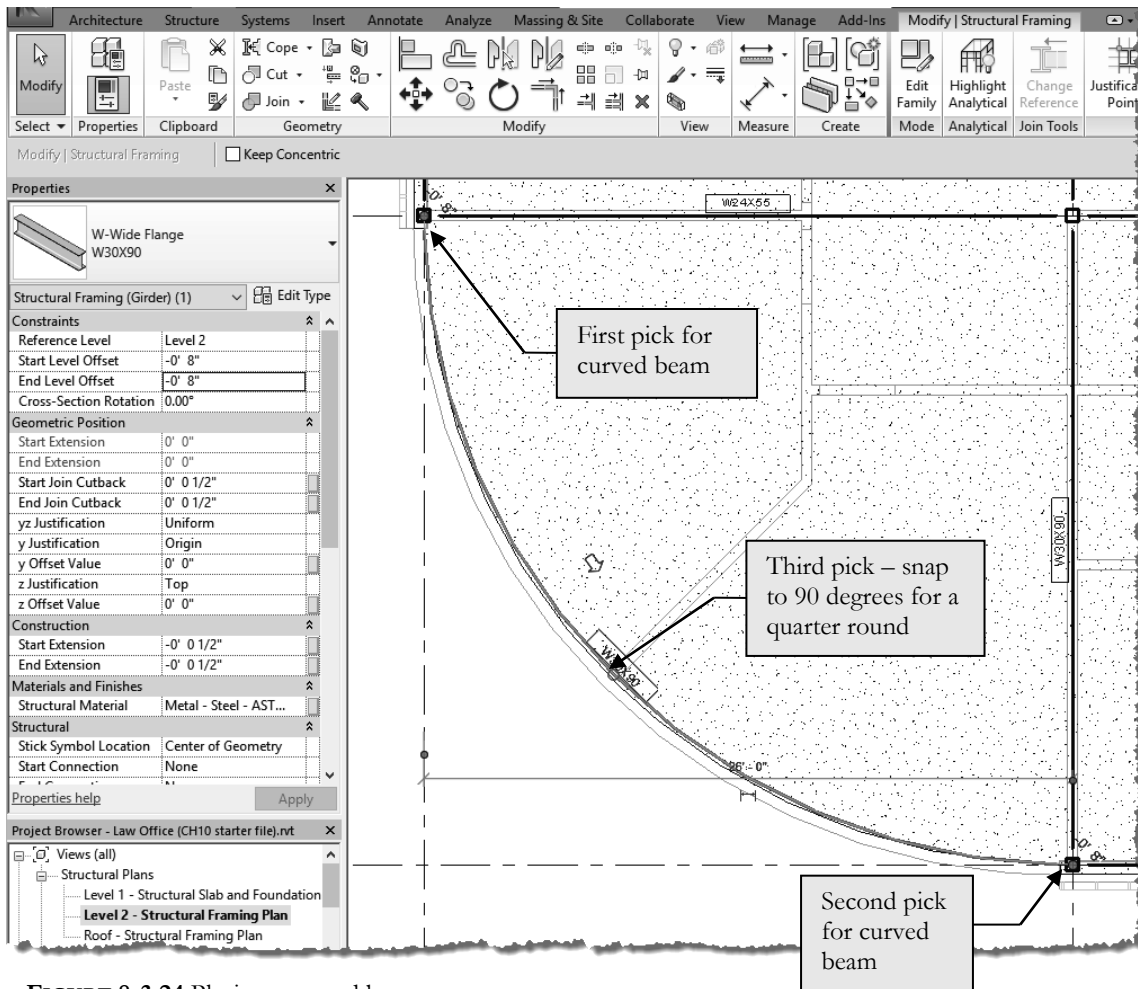 Architecture Structure Systems Insert Annotate Analyze Massing & Site Collaborate View Manage Add-Ins Modify | Structural Framing
Modify
Paste
Cope
Cut
Join
Edit Family
Highlight Analytical
Change Reference
Justifica
Point
Select Properties Clipboard Geometry Modify View Measure Create Mode Analytical Join Tools
Modify | Structural Framing Keep Concentric
Properties
W-Wide Flange
W30X90
Structural Framing (Girder) (1) Edit Type
Constraints
Reference Level Level 2
Start Level Offset -0' 8"
End Level Offset -0' 8"
Cross-Section Rotation 0.00°
Geometric Position
Start Extension 0' 0"
End Extension 0' 0"
Start Join Cutback 0' 0 1/2"
End Join Cutback 0' 0 1/2"
yz Justification Uniform
y Justification Origin
y Offset Value 0' 0"
z Justification Top
z Offset Value 0' 0"
Construction
Start Extension -0' 0 1/2"
End Extension -0' 0 1/2"
Materials and Finishes
Structural Material Metal - Steel - AST...
Structural
Stick Symbol Location Center of Geometry
Start Connection None
Properties help Apply
Project Browser - Law Office (CH10 starter file).rvt
Views (all)
Structural Plans
Level 1 - Structural Slab and Foundation
Level 2 - Structural Framing Plan
Roof - Structural Framing Plan
-0' 8"
W24X55
First pick for
curved beam
W30X90
Third pick – snap
to 90 degrees for a
quarter round
26' - 0"
-0' 8"
Second pick
for curved
beam